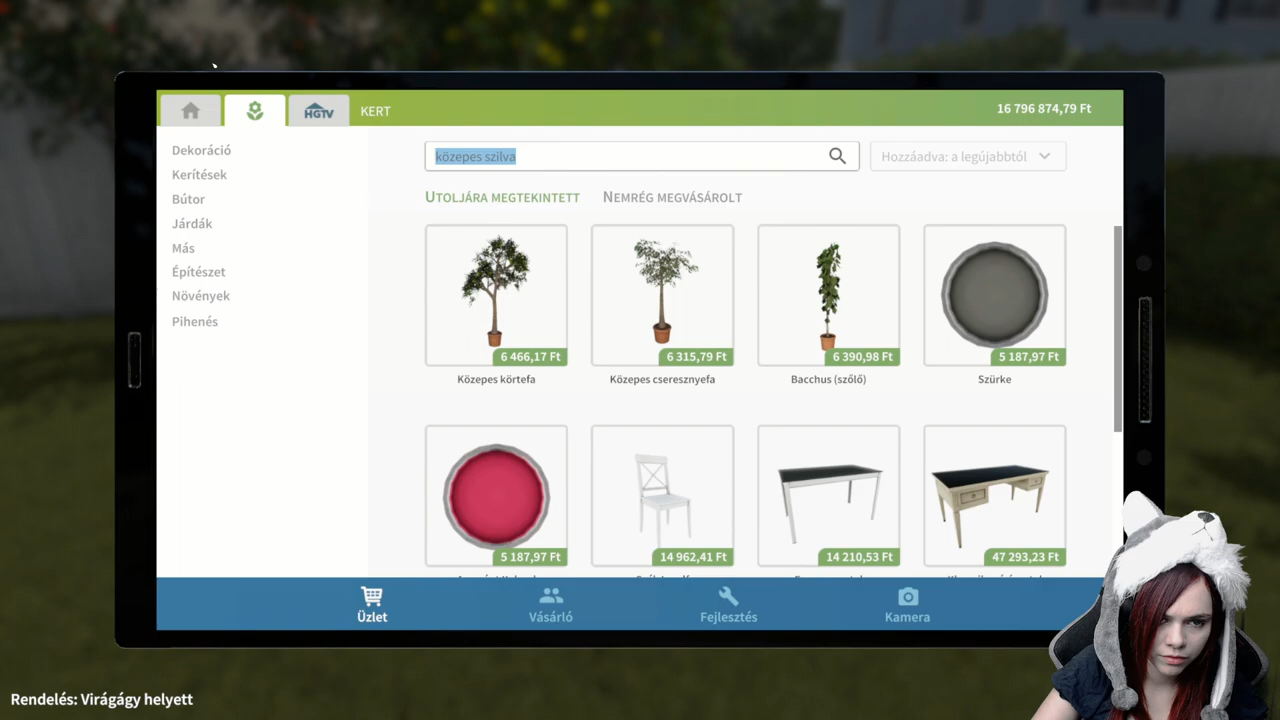 HGTV
KERT
16 796 874,79 Ft
Dekoráció
Kerítések
Bútor
Járdák
Más
Építészet
Növények
Pihenés
közepes szilva
Hozzáadva: a legújabbtól
UTOLJÁRA MEGTEKINTETT
NEMRÉG MEGVÁSÁROLT
6 466,17 Ft
6 315,79 Ft
6 390,98 Ft
5 187,97 Ft
Közepes körtefa
Közepes cseresznyefa
Bacchus (szőlő)
Szürke
5 187,97 Ft
14 962,41 Ft
14 210,53 Ft
47 293,23 Ft
Üzlet
Vásárló
Fejlesztés
Kamera
Rendelés: Virágágy helyett